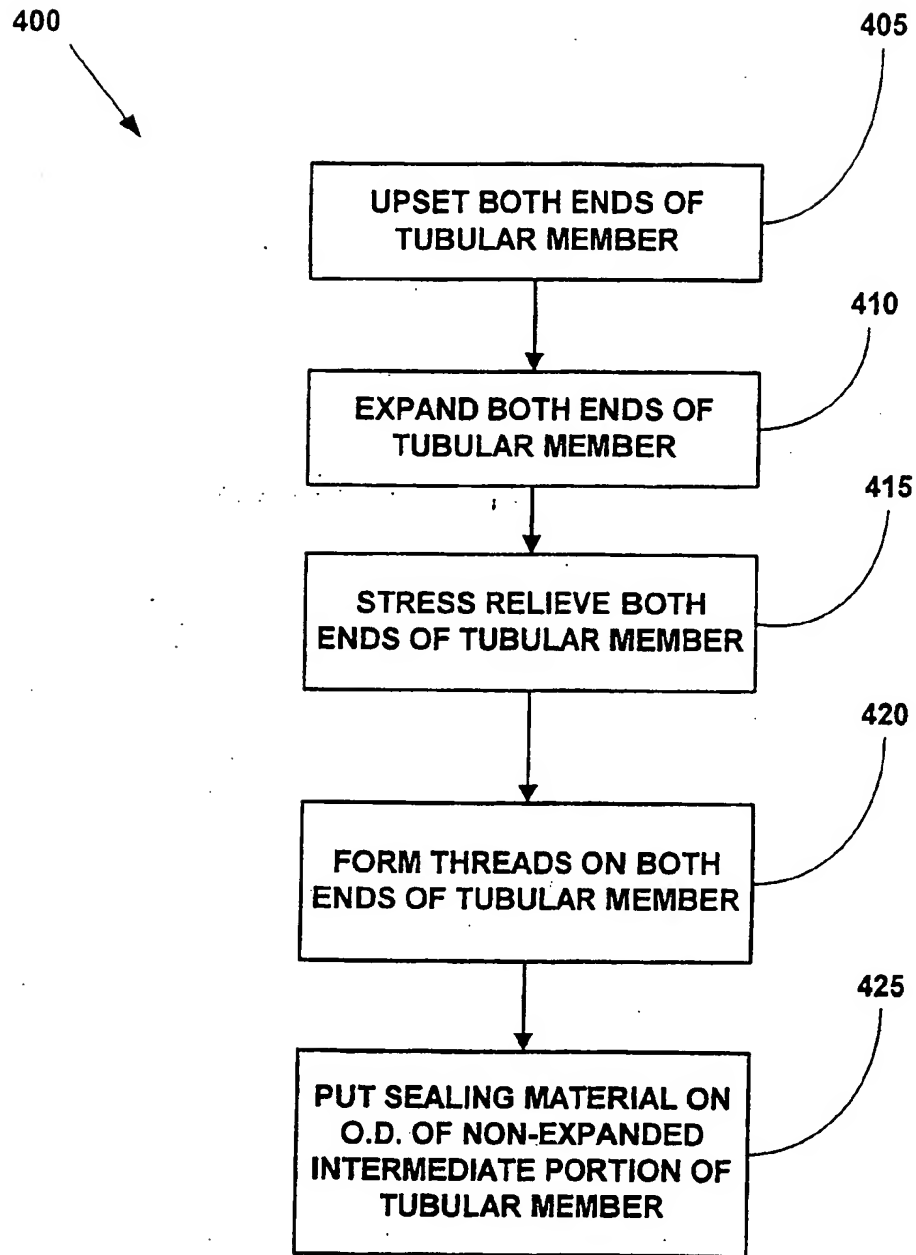 400
405
UPSET BOTH ENDS OF
TUBULAR MEMBER
410
EXPAND BOTH ENDS OF
TUBULAR MEMBER
415
STRESS RELIEVE BOTH
ENDS OF TUBULAR MEMBER
420
FORM THREADS ON BOTH
ENDS OF TUBULAR MEMBER
425
PUT SEALING MATERIAL ON
O.D. OF NON-EXPANDED
INTERMEDIATE PORTION OF
TUBULAR MEMBER